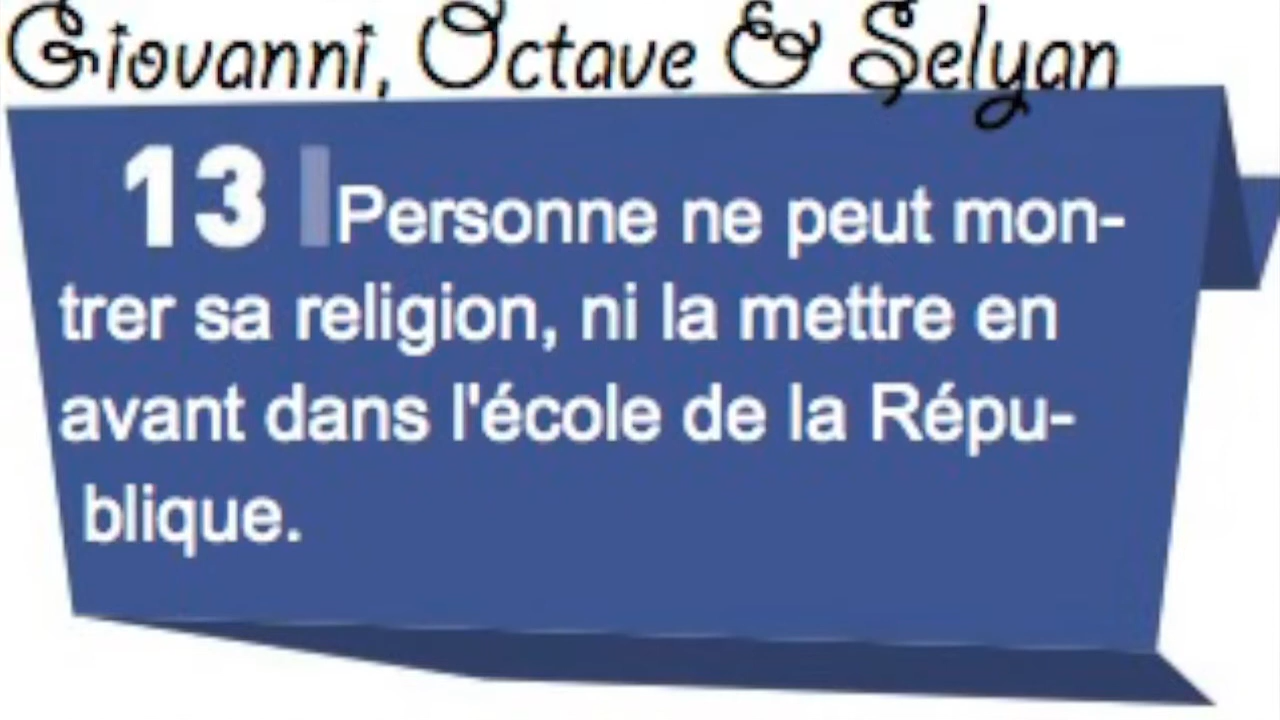 Giovanni, Octave & Selyan
13 Personne ne peut mon-
trer sa religion, ni la mettre en
avant dans l'école de la Répu-
blique.